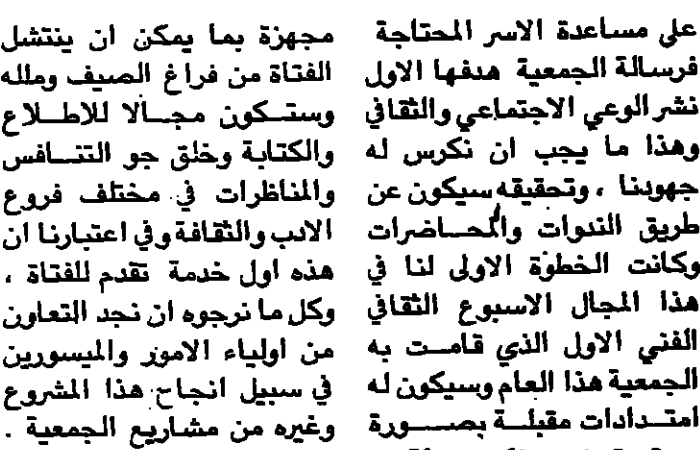 على مساعدة الاسر المحتاجة
فرسالة الجمعية هدفها الاول
نشر الوعي الاجتماعي والثقافي
وهذا ما يجب ان نكرس له
جهودنا ، وتحقيقه سيكون عن
طريق الندوات والمحاضرات
وكانت الخطوة الاولى لنا في
هذا المجال الاسبوع الثقافي
الفني الاول الذي قامت به
الجمعية هذا العام وسيكون له
امتدادات مقبلة بصورة
مجهزة بما يمكن ان ينتشل
الفتاة من فراغ الصيف وملله
وستكون مجالا للاطلاع
والكتابة وخلق جو التنافس
والمناظرات في مختلف فروع
الادب والثقافة وفي اعتبارنا ان
هذه اول خدمة تقدم للفتاة ،
وكل ما نرجوه ان نجد التعاون
من اولياء الامور والميسورين
في سبيل انجاح هذا المشروع
وغيره من مشاريع الجمعية .